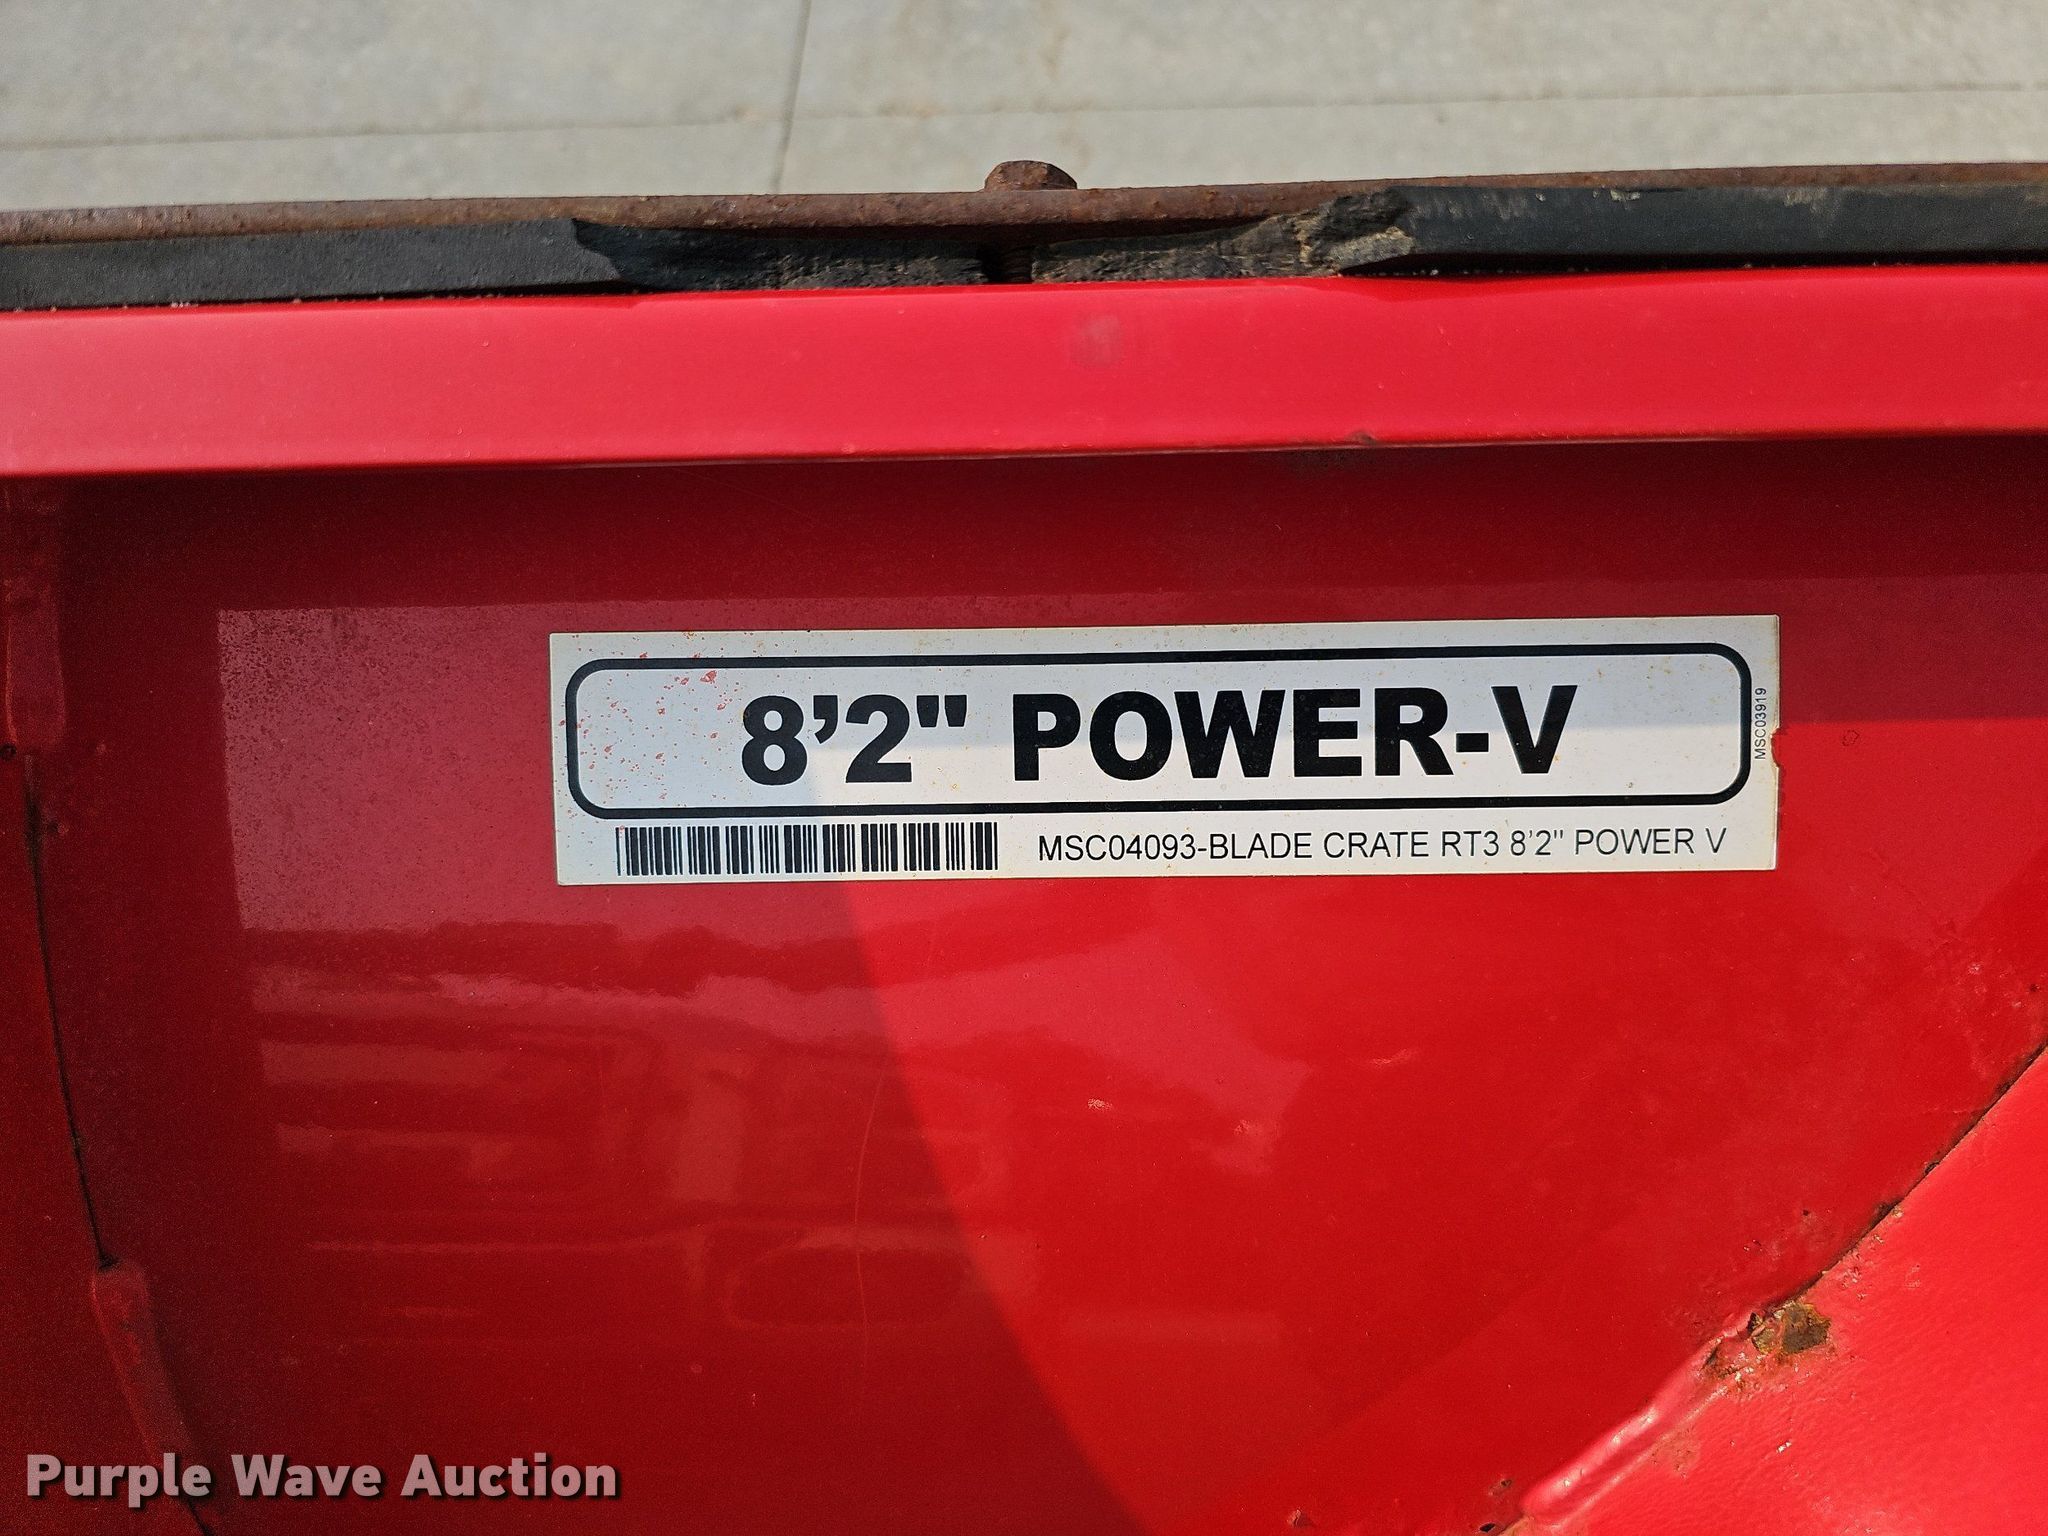 8’2" POWER-V
MSC03919
MSC04093-BLADE CRATE RT3 8’2" POWER V
Purple Wave Auction